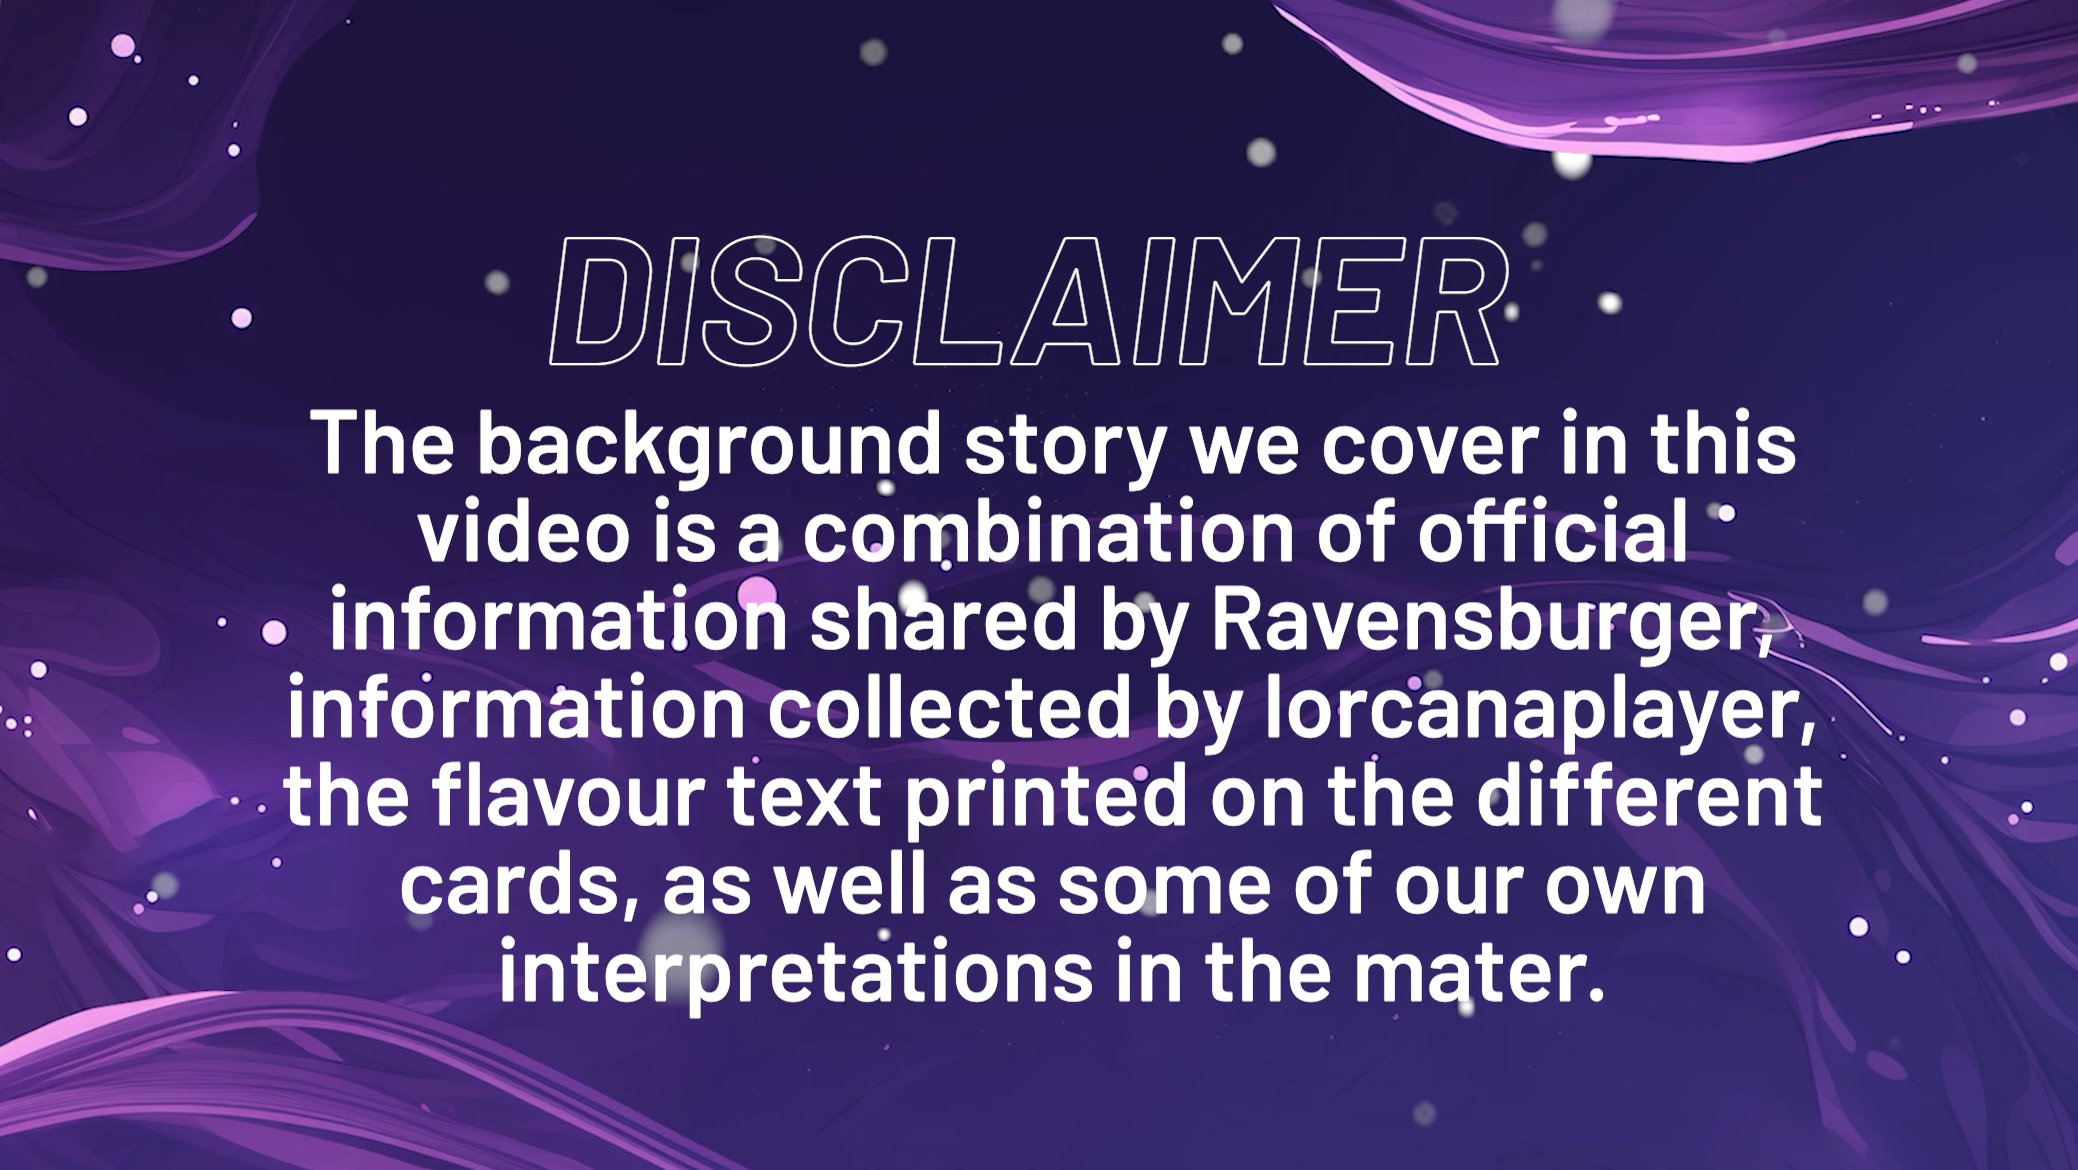 DISCLAIMER
The background story we cover in this
video is a combination of official
information shared by Ravensburger,
information collected by lorcanaplayer,
the flavour text printed on the different
cards, as well as some of our own
interpretations in the mater.